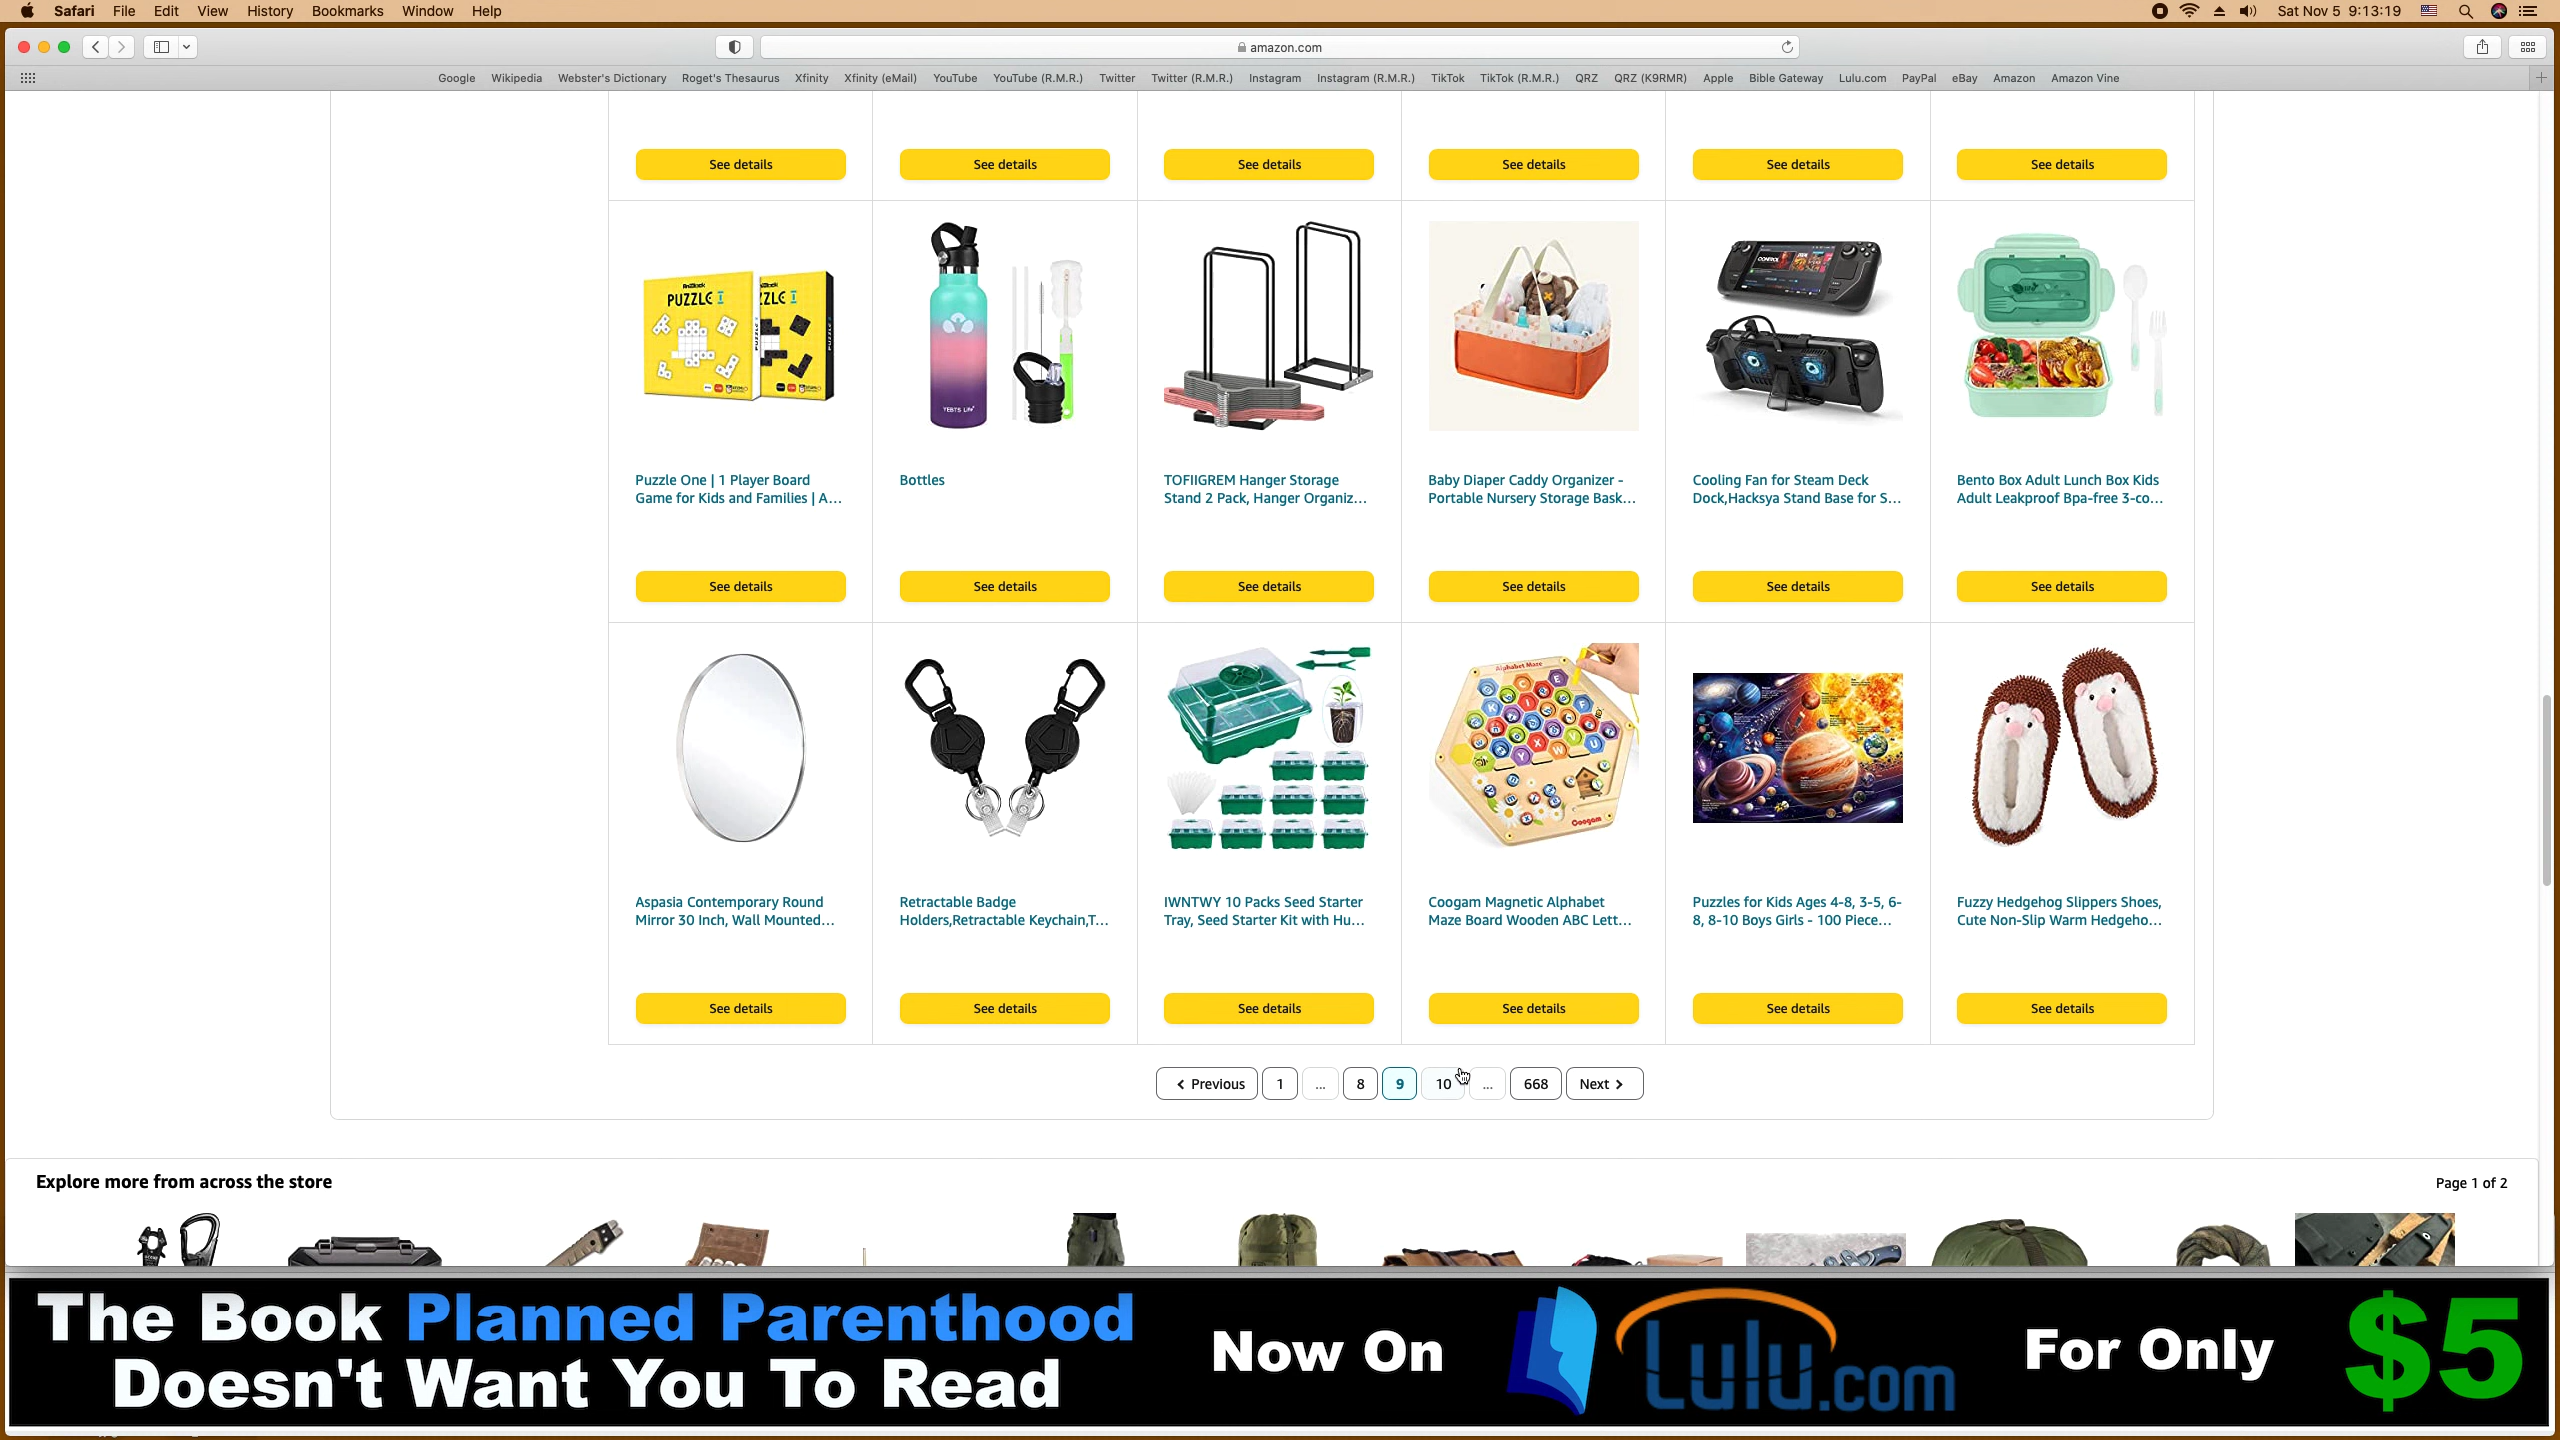 Safari File Edit View History Bookmarks Window Help
Sat Nov 5 9:13:19
amazon.com
Google Wikipedia Webster's Dictionary Roget's Thesaurus Xfinity Xfinity (eMail) YouTube YouTube (R.M.R.) Twitter Twitter (R.M.R.) Instagram Instagram (R.M.R.) TikTok TikTok (R.M.R.) QRZ QRZ (K9RMR) Apple Bible Gateway Lulu.com PayPal eBay Amazon Amazon Vine
See details See details See details See details See details See details
PUZZLE
YEBTS Life
CONTROL
Puzzle One | 1 Player Board
Game for Kids and Families | A...
Bottles
TOFIIGREM Hanger Storage
Stand 2 Pack, Hanger Organiz...
Baby Diaper Caddy Organizer -
Portable Nursery Storage Bask...
Cooling Fan for Steam Deck
Dock,Hacksya Stand Base for S...
Bento Box Adult Lunch Box Kids
Adult Leakproof Bpa-free 3-co...
See details See details See details See details See details See details
Alphabet Maze
Coogam
Aspasia Contemporary Round
Mirror 30 Inch, Wall Mounted...
Retractable Badge
Holders,Retractable Keychain,T...
IWNTWY 10 Packs Seed Starter
Tray, Seed Starter Kit with Hu...
Coogam Magnetic Alphabet
Maze Board Wooden ABC Lett...
Puzzles for Kids Ages 4-8, 3-5, 6-
8, 8-10 Boys Girls - 100 Piece...
Fuzzy Hedgehog Slippers Shoes,
Cute Non-Slip Warm Hedgeho...
See details See details See details See details See details See details
Previous 1 ... 8 9 10 ... 668 Next
Explore more from across the store
Page 1 of 2
The Book Planned Parenthood
Doesn't Want You To Read
Now On
Lulu.com
For Only
$5